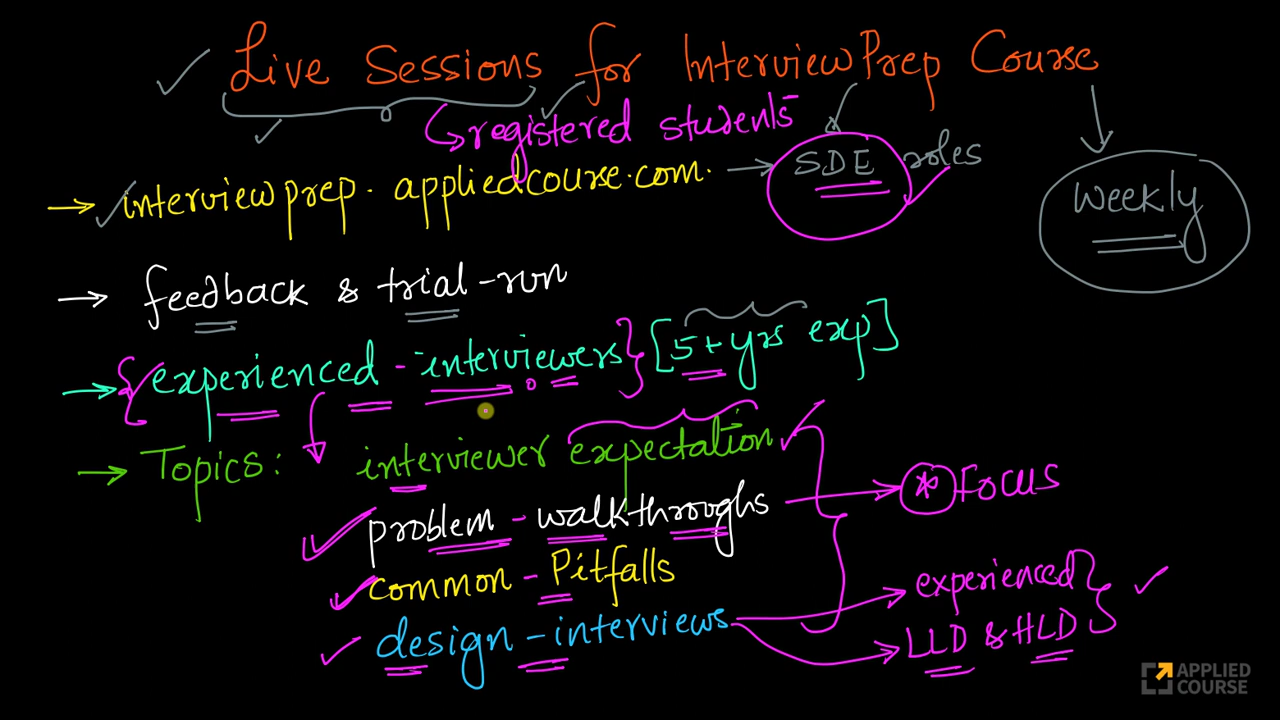 Live Sessions for InterviewPrep Course
registered students
interviewprep.appliedcourse.com. → SDE roles
Weekly
→ feedback & trial-run
→ {experienced - interviewers} [5+ yrs exp]
→ Topics: interviewer expectation
problem - walkthroughs → * Focus
common - Pitfalls
design - interviews → experienced
LLD & HLD
APPLIED
COURSE